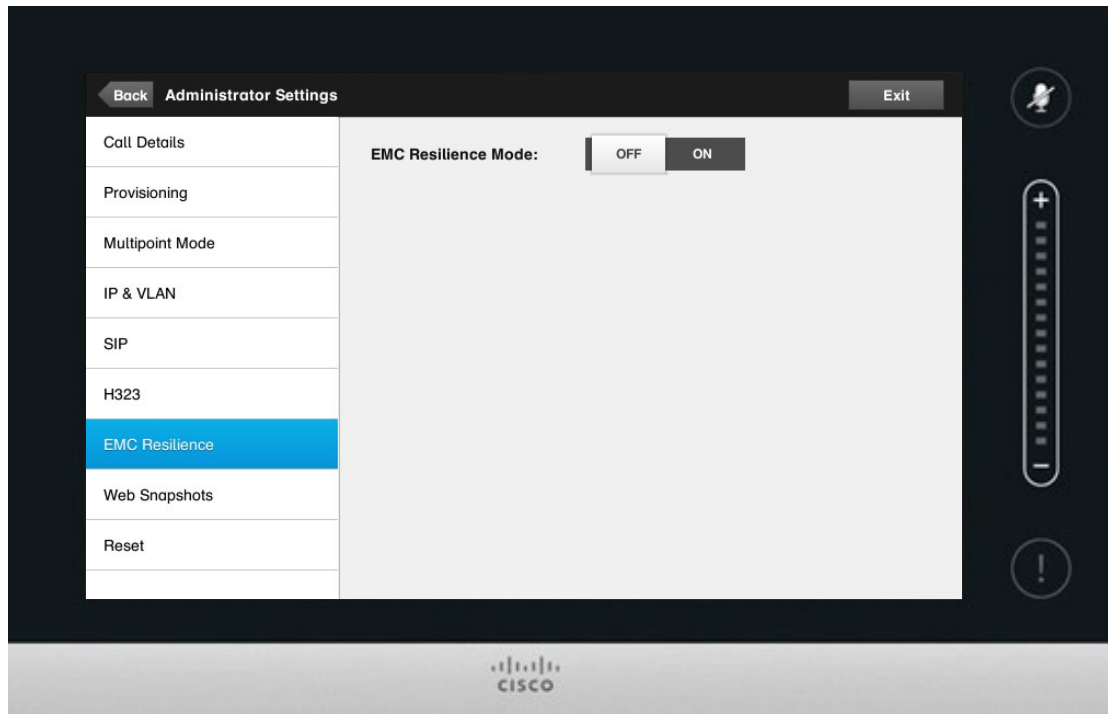 Back Administrator Settings Exit
Call Details
EMC Resilience Mode: OFF ON
Provisioning
Multipoint Mode
IP & VLAN
SIP
H323
EMC Resilience
Web Snapshots
Reset
+
-
!
CISCO